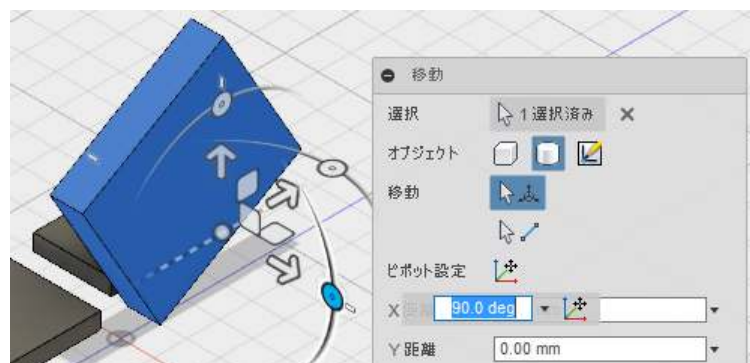 移動
選択 1 選択済み
オブジェクト
移動
ピボット設定
X 90.0 deg
Y 距離 0.00 mm